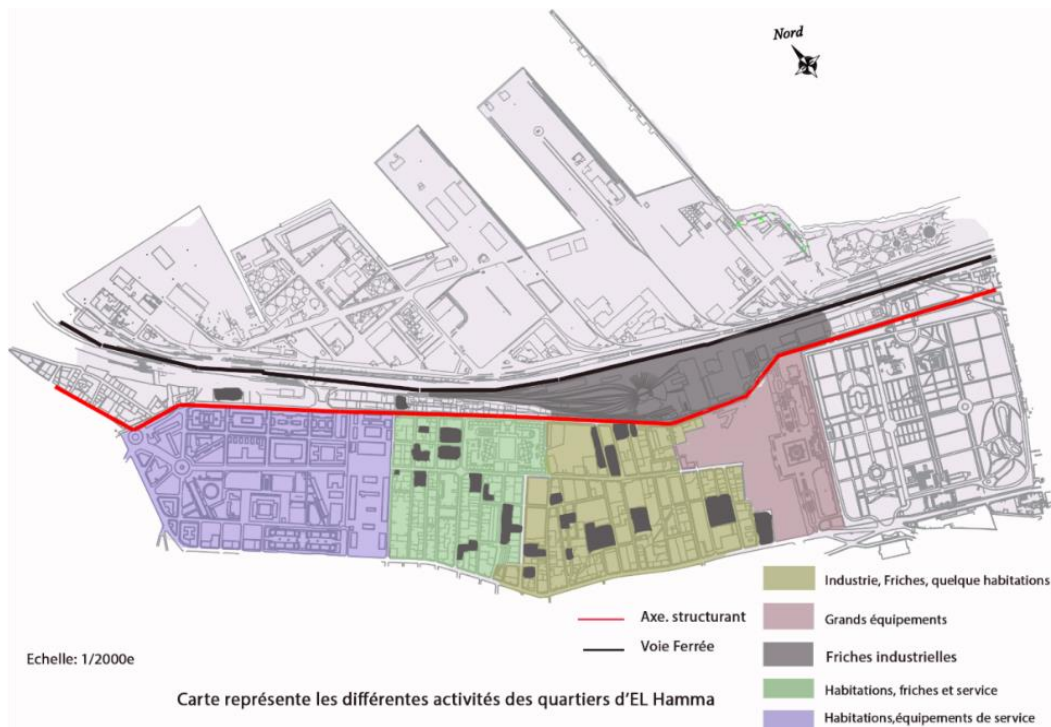 Nord
Industrie, Friches, quelque habitations
Axe. structurant
Grands équipements
Voie Ferrée
Friches industrielles
Echelle: 1/2000e
Habitations, friches et service
Carte représente les différentes activités des quartiers d'EL Hamma
Habitations,équipements de service